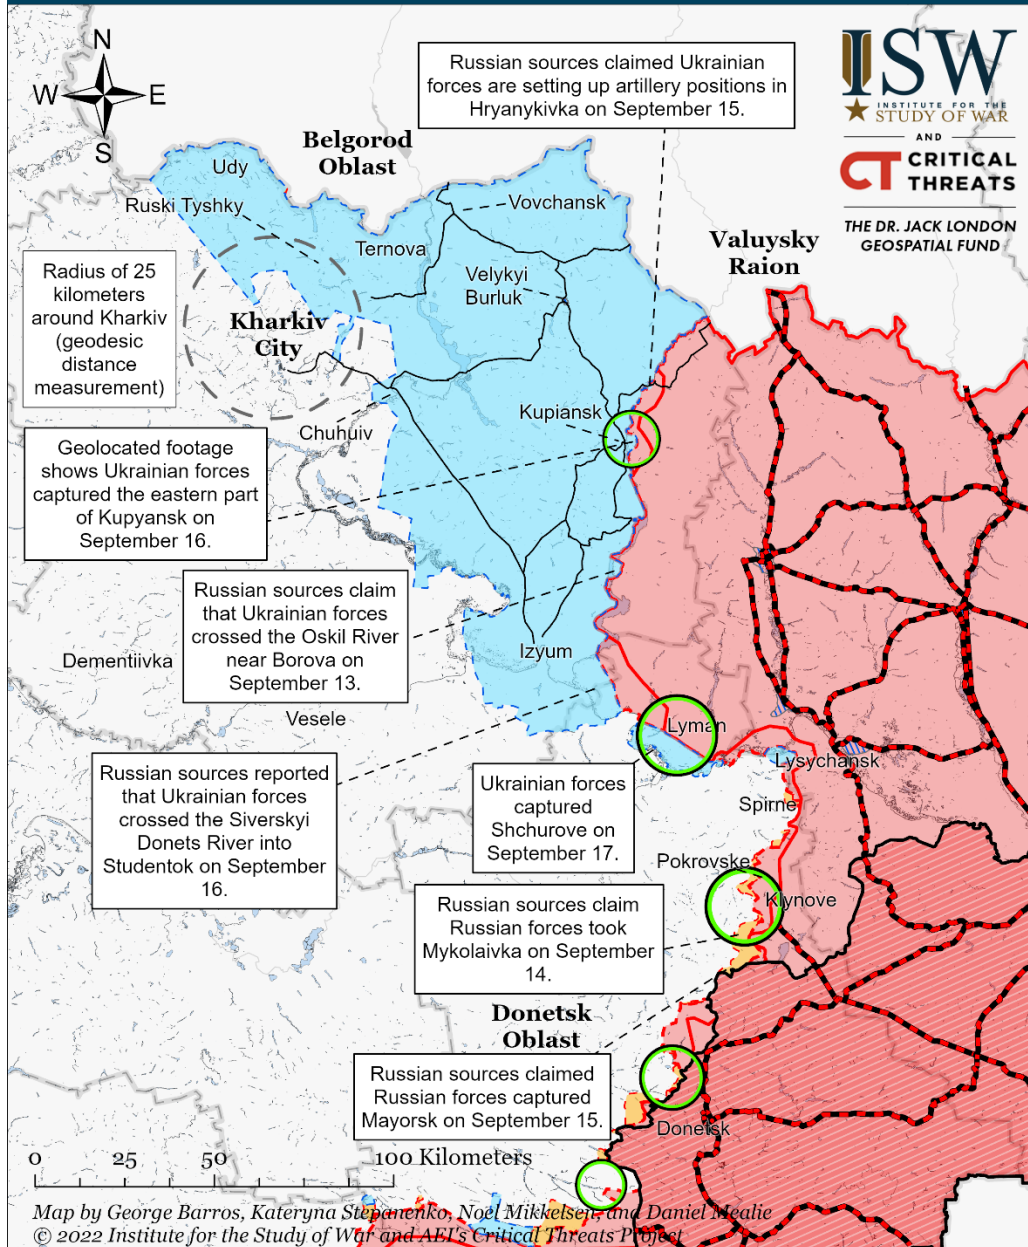 N
W
E
S
Russian sources claimed Ukrainian
forces are setting up artillery positions in
Hryanykivka on September 15.
ISW
INSTITUTE FOR THE
STUDY OF WAR
AND
CT CRITICAL
THREATS
THE DR. JACK LONDON
GEOSPATIAL FUND
Belgorod
Oblast
Udy
Ruski Tyshky
Vovchansk
Ternova
Valuysky
Raion
Velykyi
Burluk
Radius of 25
kilometers
around Kharkiv
(geodesic
distance
measurement)
Kharkiv
City
Kupiansk
Chuhuiv
Geolocated footage
shows Ukrainian forces
captured the eastern part
of Kupyansk on
September 16.
Russian sources claim
that Ukrainian forces
crossed the Oskil River
near Borova on
September 13.
Izyum
Dementiivka
Vesele
Lyman
Lysychansk
Russian sources reported
that Ukrainian forces
crossed the Siverskyi
Donets River into
Studentok on September
16.
Ukrainian forces
captured
Shchurove on
September 17.
Spirne
Pokrovske
Klynove
Russian sources claim
Russian forces took
Mykolaivka on September
14.
Donetsk
Oblast
Russian sources claimed
Russian forces captured
Mayorsk on September 15.
Donetsk
0 25 50 100 Kilometers
Map by George Barros, Kateryna Stepanenko, Noel Mikkelsen, and Daniel Mealie
© 2022 Institute for the Study of War and AEI's Critical Threats Project